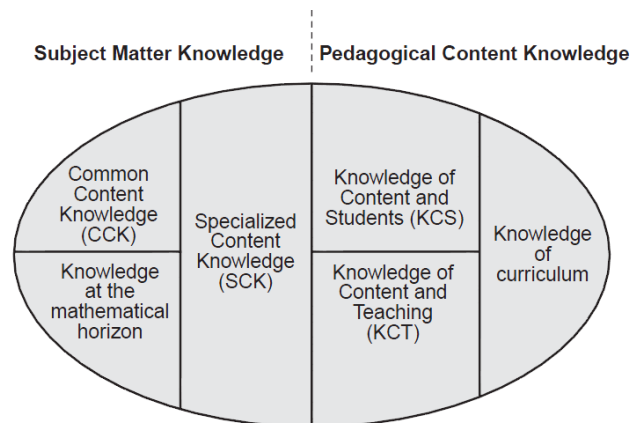 Subject Matter Knowledge
Pedagogical Content Knowledge
Common
Content
Knowledge
(CCK)
Knowledge
at the
mathematical
horizon
Specialized
Content
Knowledge
(SCK)
Knowledge of
Content and
Students (KCS)
Knowledge of
Content and
Teaching
(KCT)
Knowledge
of
curriculum